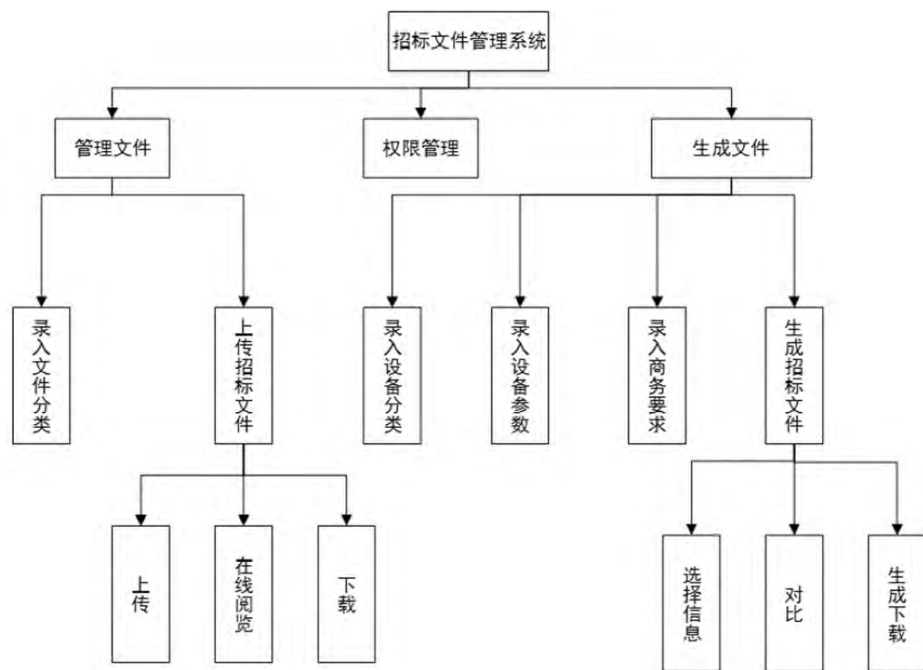 招标文件管理系统
管理文件
权限管理
生成文件
录入文件分类
上传招标文件
录入设备分类
录入设备参数
录入商务要求
生成招标文件
上传
在线阅览
下载
选择信息
对比
生成下载